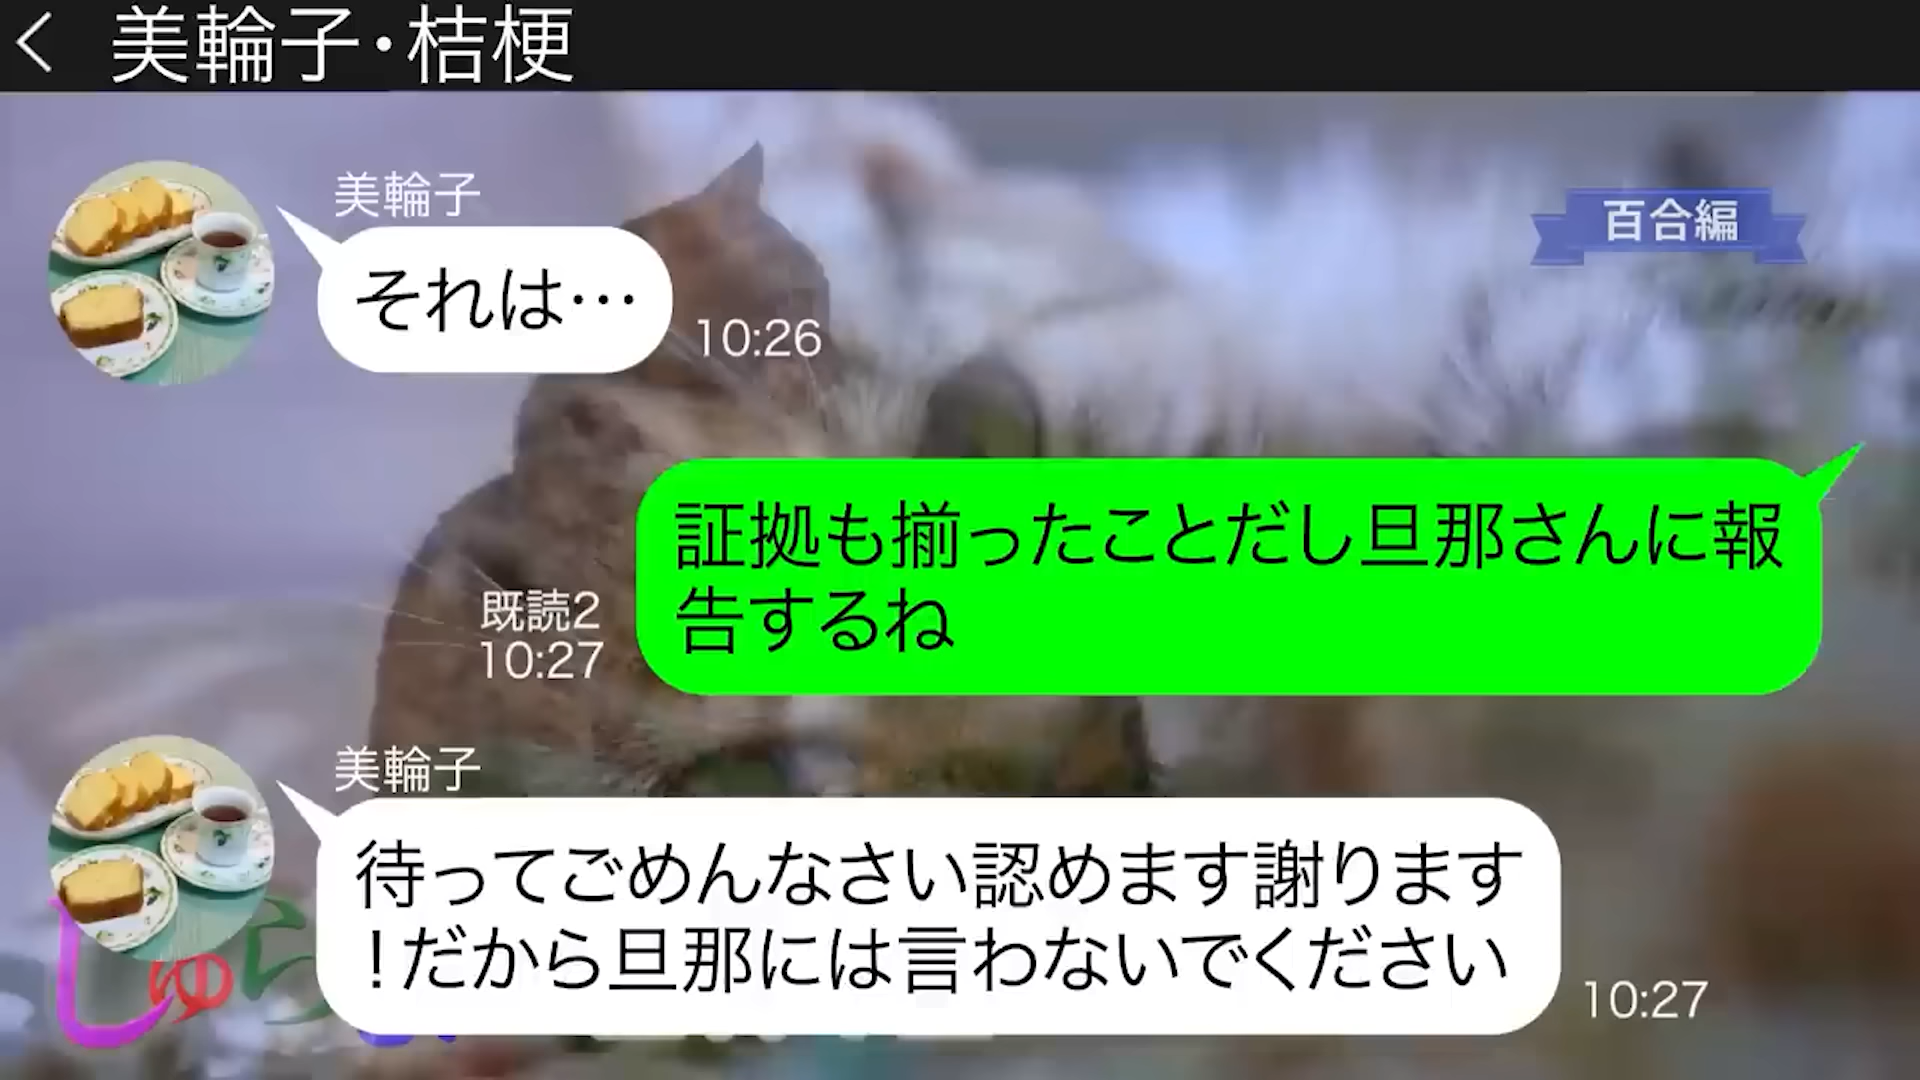 美輪子・桔梗
美輪子
百合編
それは…
10:26
証拠も揃ったことだし旦那さんに報
告するね
既読2
10:27
美輪子
待ってごめんなさい認めます謝ります
！だから旦那には言わないでください
10:27
しゅら